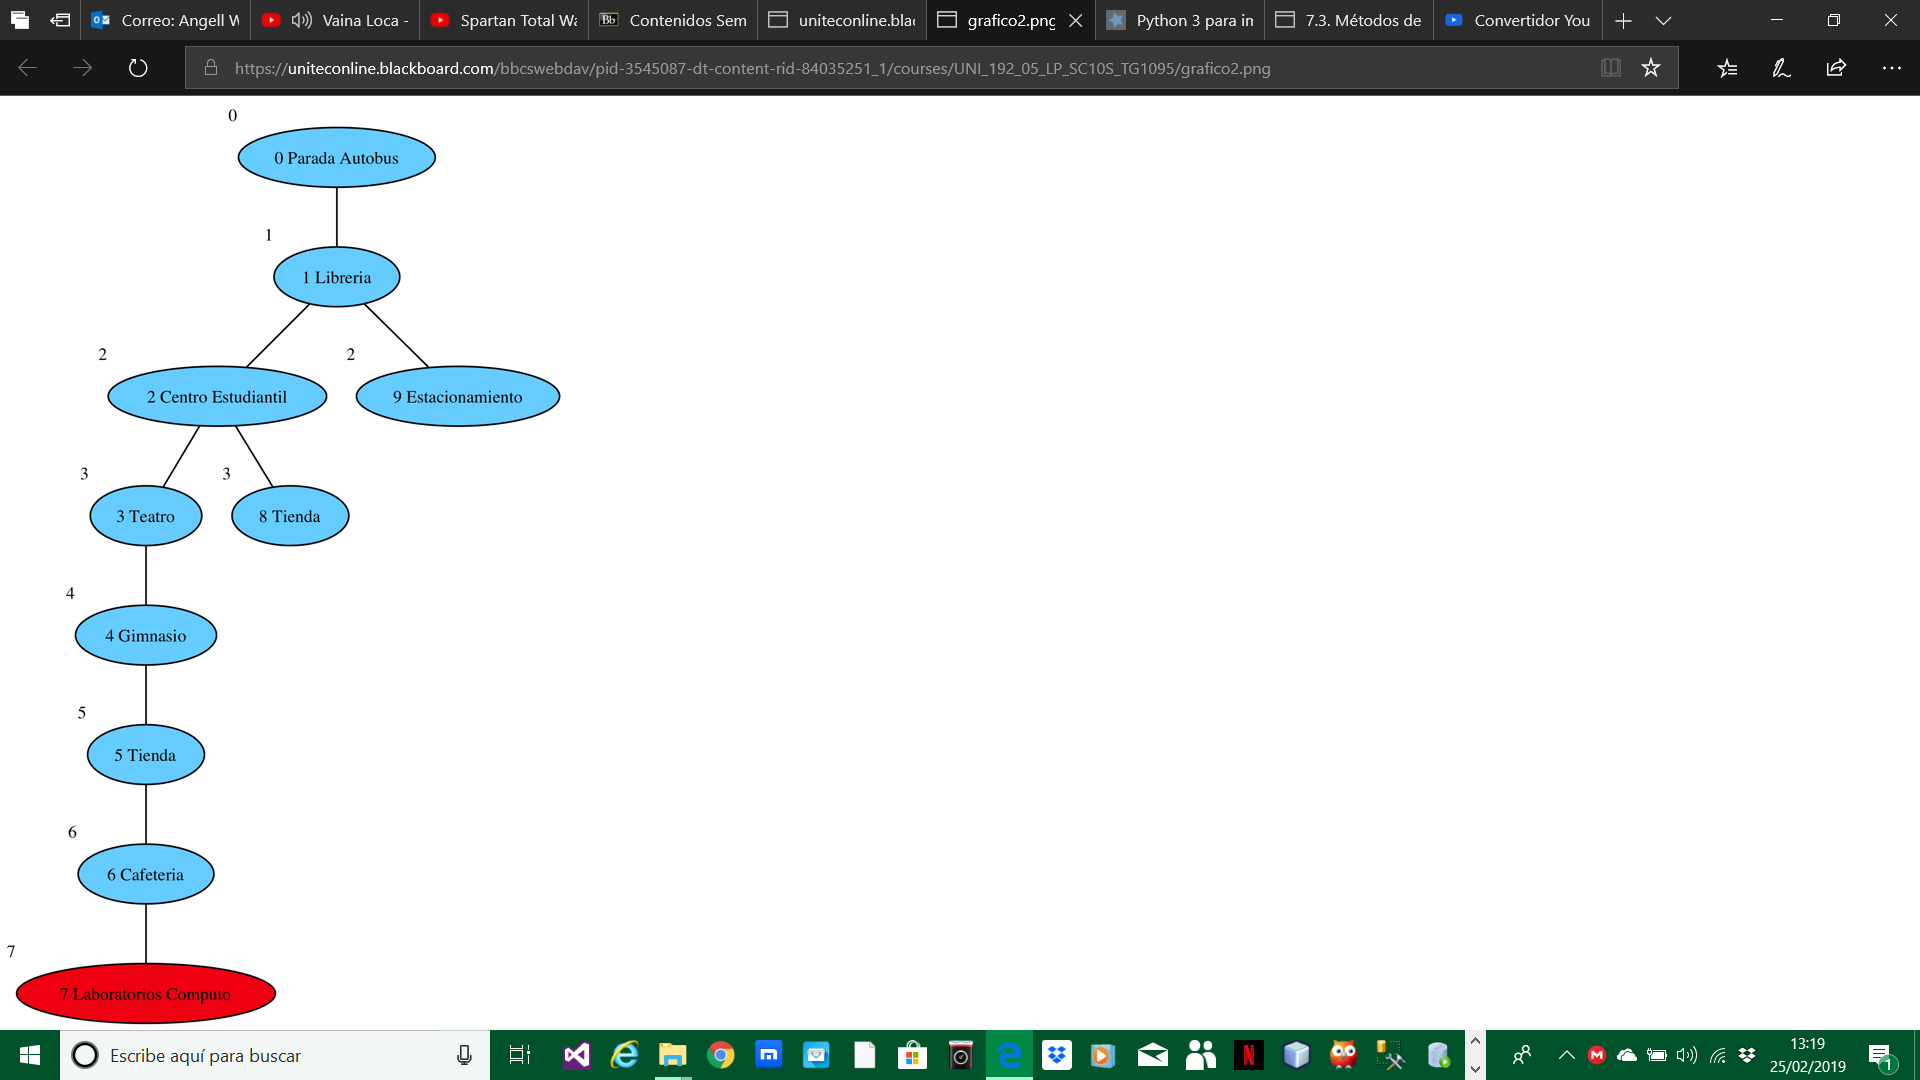 Correo: Angell W
Vaina Loca -
Spartan Total Wa
Bb
Contenidos Sem
uniteconline.blac
grafico2.png
Python 3 para in
7.3. Métodos de
Convertidor You
https://uniteconline.blackboard.com/bbcswebdav/pid-3545087-dt-content-rid-84035251_1/courses/UNI_192_05_LP_SC10S_TG1095/grafico2.png
0
0 Parada Autobus
1
1 Libreria
2
2
2 Centro Estudiantil
9 Estacionamiento
3
3
3 Teatro
8 Tienda
4
4 Gimnasio
5
5 Tienda
6
6 Cafeteria
7
7 Laboratorios Computo
Escribe aquí para buscar
13:19
25/02/2019
1